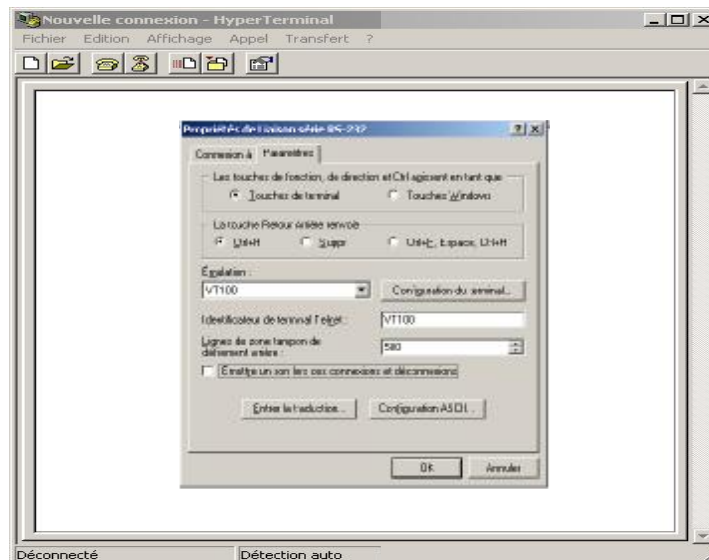 Nouvelle connexion - HyperTerminal
Fichier Edition Affichage Appel Transfert ?
Propriétés de Liaison série RS-232
Connexion à Paramètres
Les touches de fonction, de direction et Ctrl agissent en tant que
Touches de terminal Touches Windows
La touche Retour Arrière renvoie
Ctrl+H Suppr Ctrl+H, Espace, Ctrl+H
Émulation :
VT100 Configuration du terminal...
Identificateur de terminal Telnet : VT100
Lignes de zone tampon de
défilement arrière : 500
Émettre un son lors des connexions et déconnexions
Entrer la traduction... Configuration ASCII...
OK Annuler
Déconnecté Détection auto